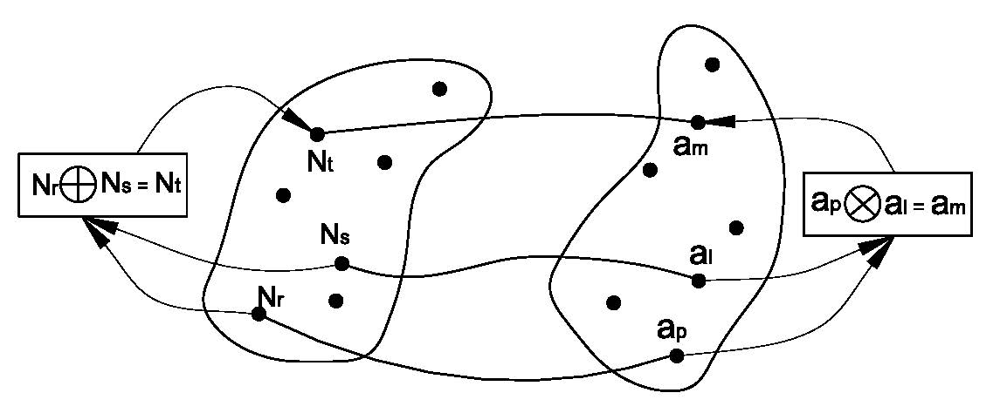 Nt
am
Nr⊕Ns = Nt
ap⊗al = am
Ns
al
Nr
ap